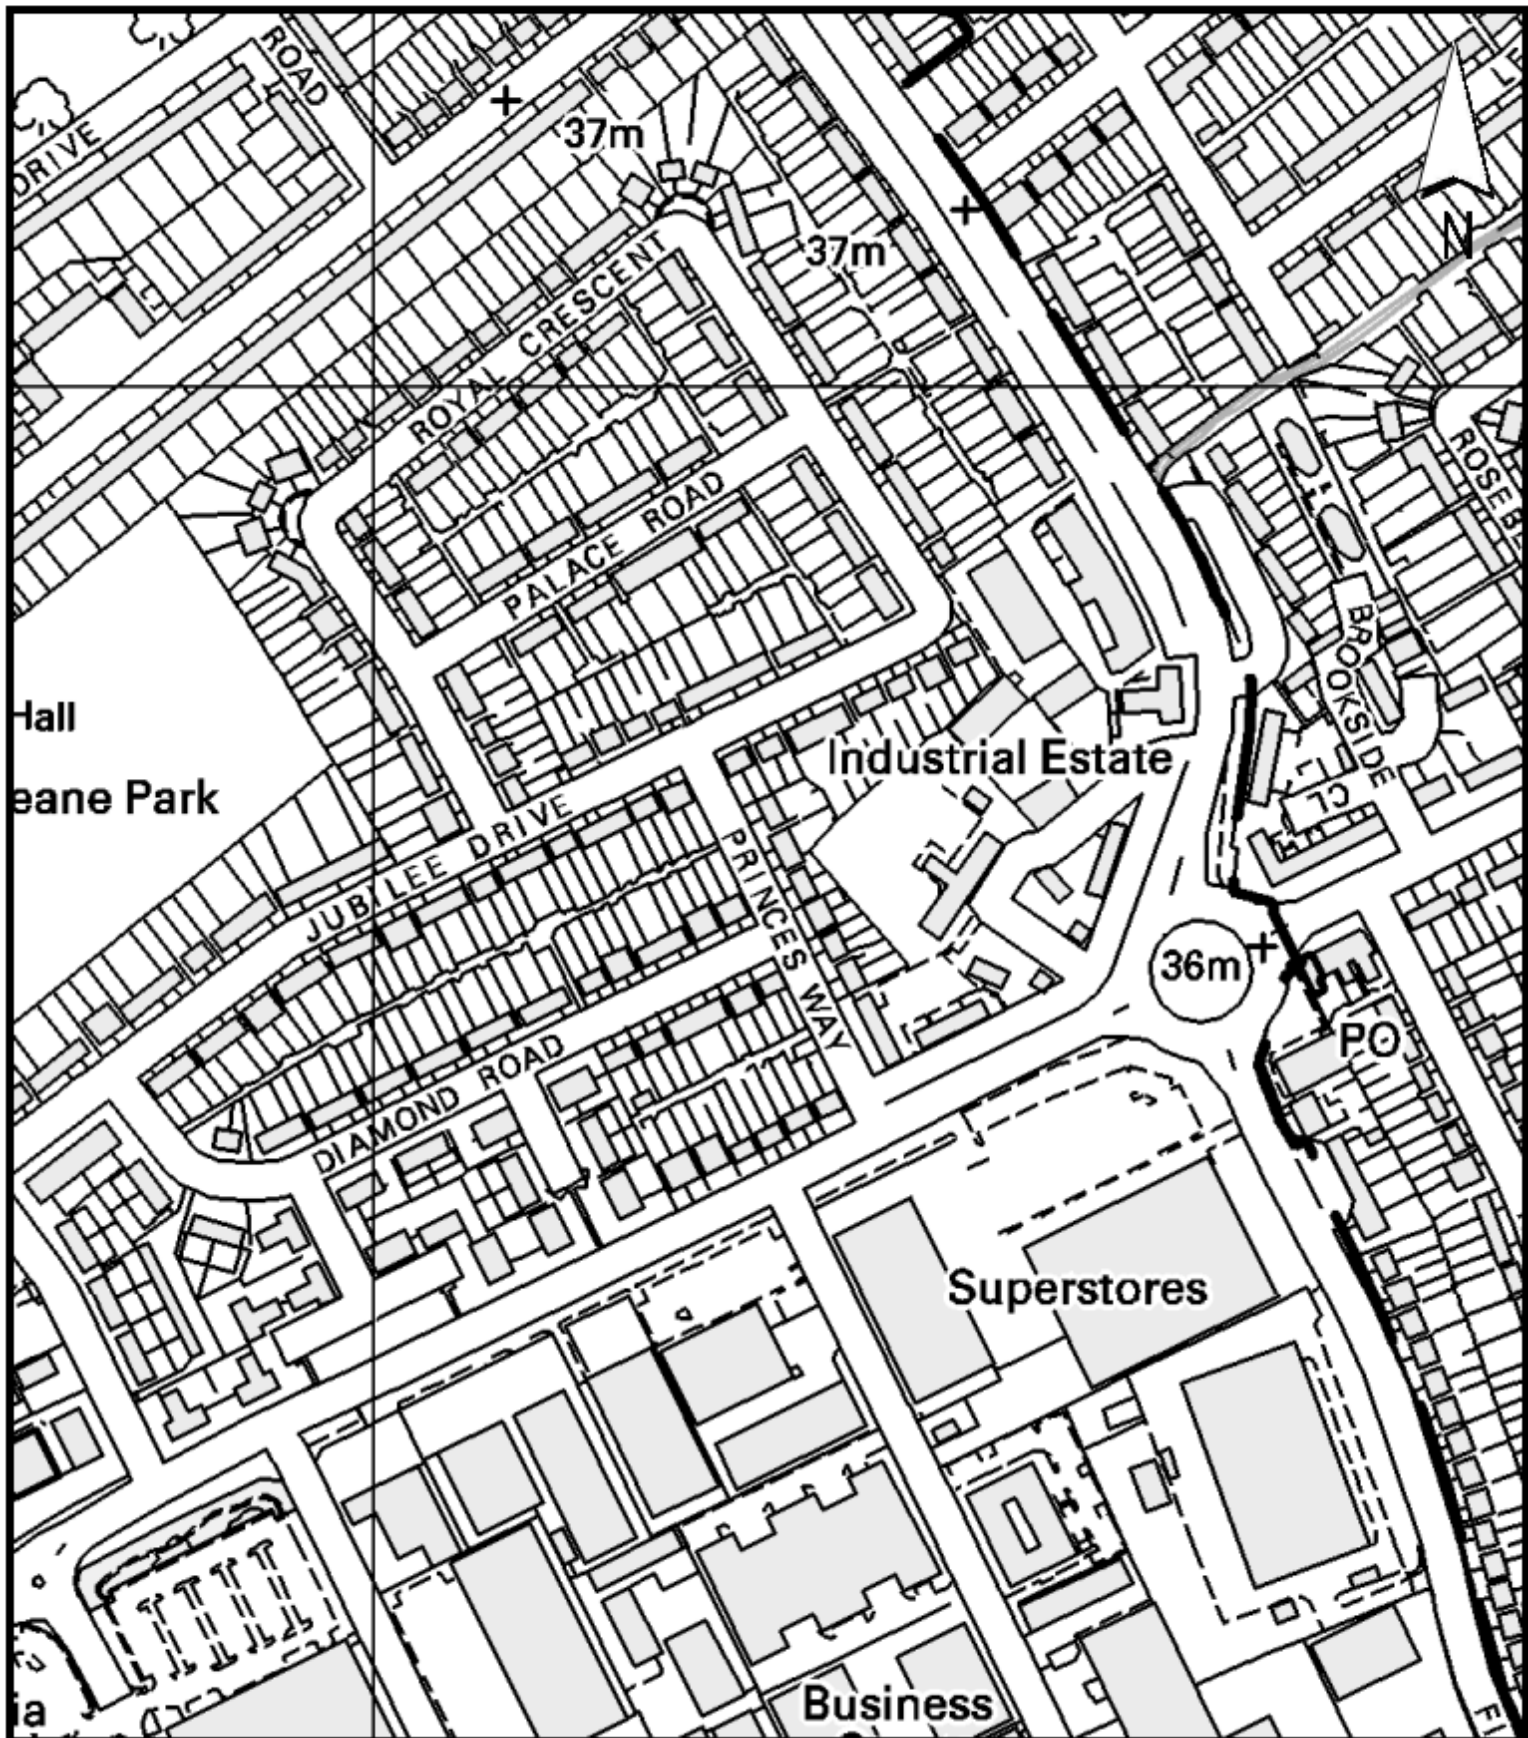 ROAD
DRIVE
37m
N
37m
ROYAL CRESCENT
PALACE ROAD
BROOKSIDE
CL
Hall
eane Park
Industrial Estate
JUBILEE DRIVE
PRINCES WAY
36m
PO
DIAMOND ROAD
Superstores
Business
ia